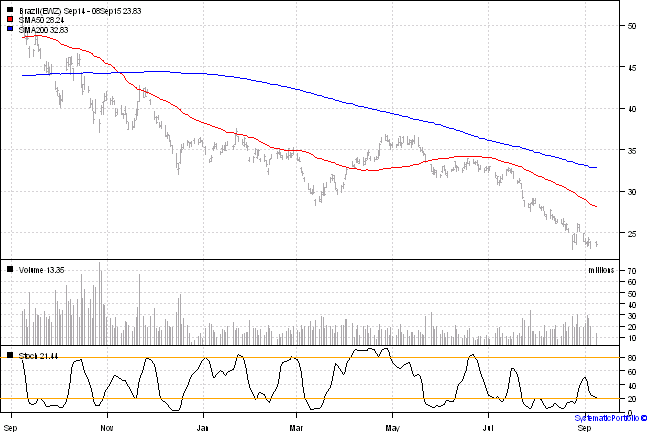 Brazil(EWZ) Sep14 - 08Sep15 23.83
SMA50 28.24
SMA200 32.83
50
45
40
35
30
25
Volume 13.35
millions
70
60
50
40
30
20
10
Stoch 21.44
80
60
40
20
0
SystematicPortfolio ©
Sep
Nov
Jan
Mar
May
Jul
Sep